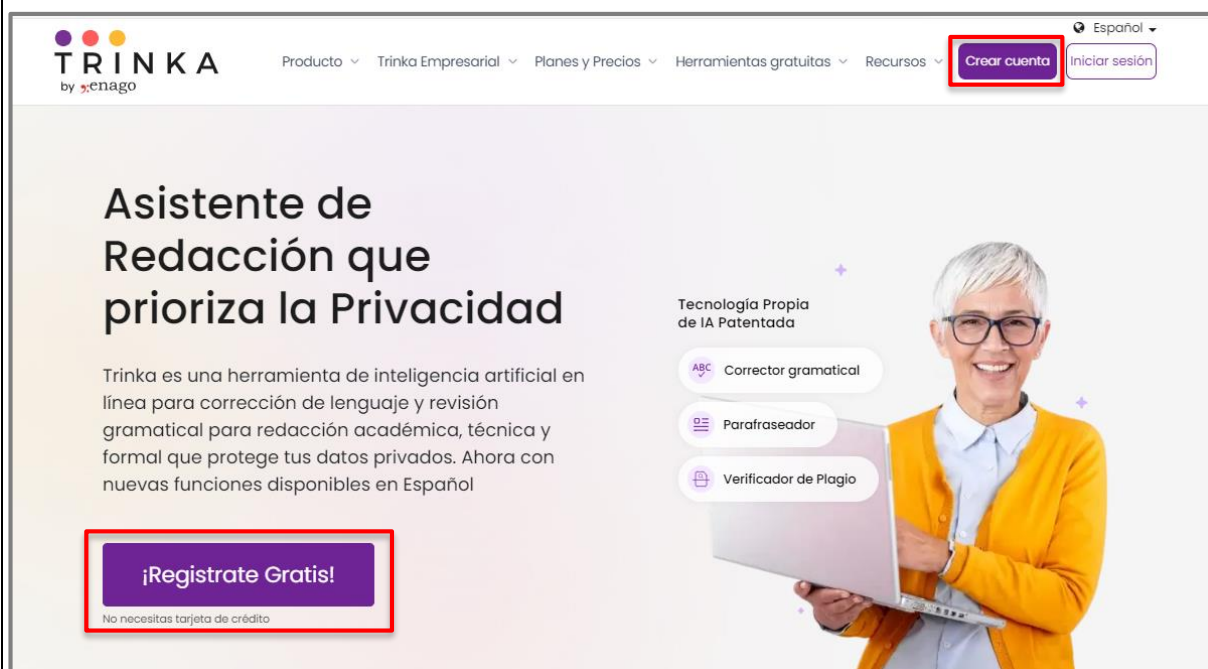 Español
TRINKA
by enago
Producto
Trinka Empresarial
Planes y Precios
Herramientas gratuitas
Recursos
Crear cuenta
Iniciar sesión
Asistente de
Redacción que
prioriza la Privacidad
Trinka es una herramienta de inteligencia artificial en
línea para corrección de lenguaje y revisión
gramatical para redacción académica, técnica y
formal que protege tus datos privados. Ahora con
nuevas funciones disponibles en Español
¡Registrate Gratis!
No necesitas tarjeta de crédito
Tecnología Propia
de IA Patentada
ABC Corrector gramatical
Parafraseador
Verificador de Plagio